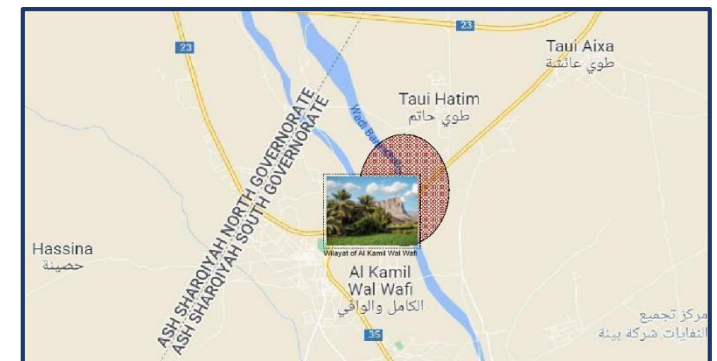 23
23
Taui Aixa
طوي عائشة
Taui Hatim
طوي حاتم
ASH SHARQIYAH NORTH GOVERNORATE
ASH SHARQIYAH SOUTH GOVERNORATE
Wadi
Wilayat of Al Kamil Wal Wafi
Hassina
حصينة
Al Kamil
Wal Wafi
الكامل والوافي
مركز تجميع
النفايات شركة بيئة
35